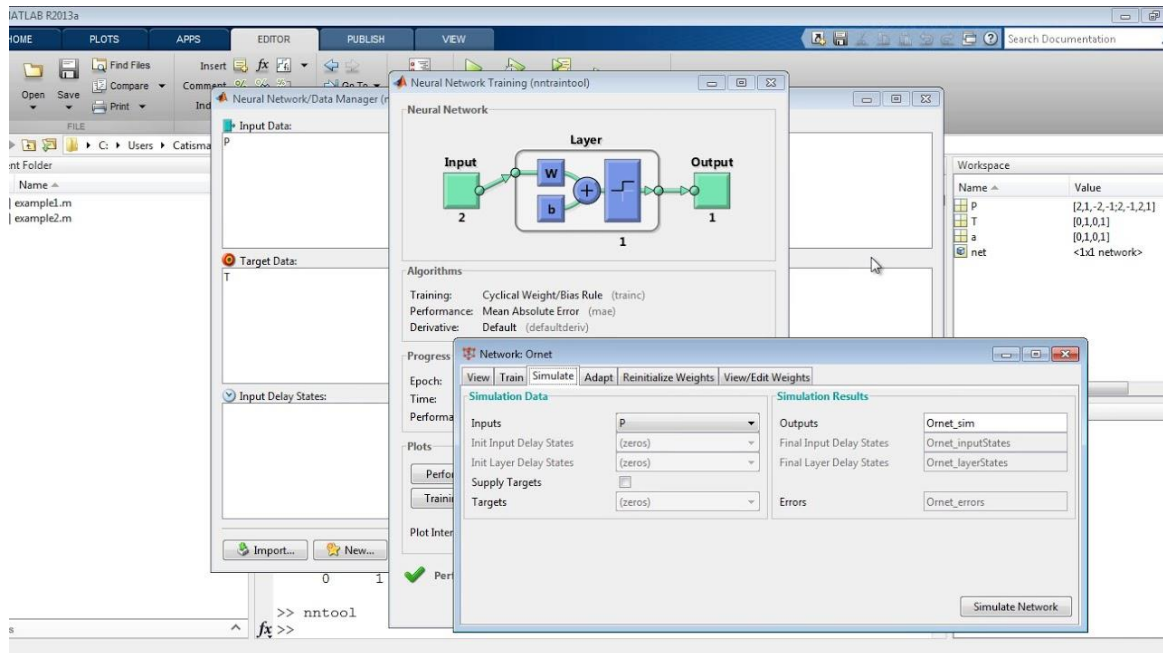 ATLAB R2013a
HOME PLOTS APPS EDITOR PUBLISH VIEW
Search Documentation
Open Save
Find Files
Compare
Print
Insert
Comment
Go To
FILE
C: Users Catisma
nt Folder
Name
example1.m
example2.m
Neural Network/Data Manager (n
Input Data:
P
Target Data:
T
Input Delay States:
Import... New...
Neural Network Training (nntraintool)
Neural Network
Layer
Input Output
W
b
+
2 1
1
Algorithms
Training: Cyclical Weight/Bias Rule (trainc)
Performance: Mean Absolute Error (mae)
Derivative: Default (defaultderiv)
Progress
Epoch:
Time:
Performa
Plots
Perfo
Traini
Plot Inter
Perf
Network: Ornet
View Train Simulate Adapt Reinitialize Weights View/Edit Weights
Simulation Data Simulation Results
Inputs P Outputs Ornet_sim
Init Input Delay States (zeros) Final Input Delay States Ornet_inputStates
Init Layer Delay States (zeros) Final Layer Delay States Ornet_layerStates
Supply Targets
Targets (zeros) Errors Ornet_errors
Simulate Network
Workspace
Name Value
P [2,1,-2,-1;2,-1,2,1]
T [0,1,0,1]
a [0,1,0,1]
net <1x1 network>
0 1
>> nntool
fx >>
s